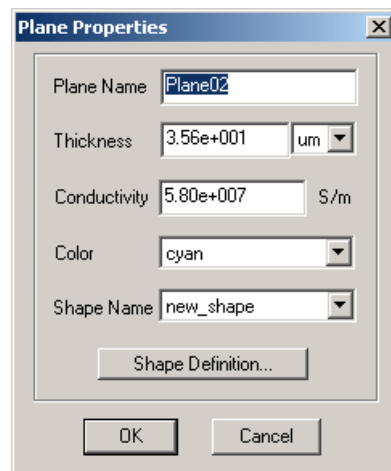 Plane Properties
Plane Name Plane02
Thickness 3.56e+001 um
Conductivity 5.80e+007 S/m
Color cyan
Shape Name new_shape
Shape Definition...
OK Cancel